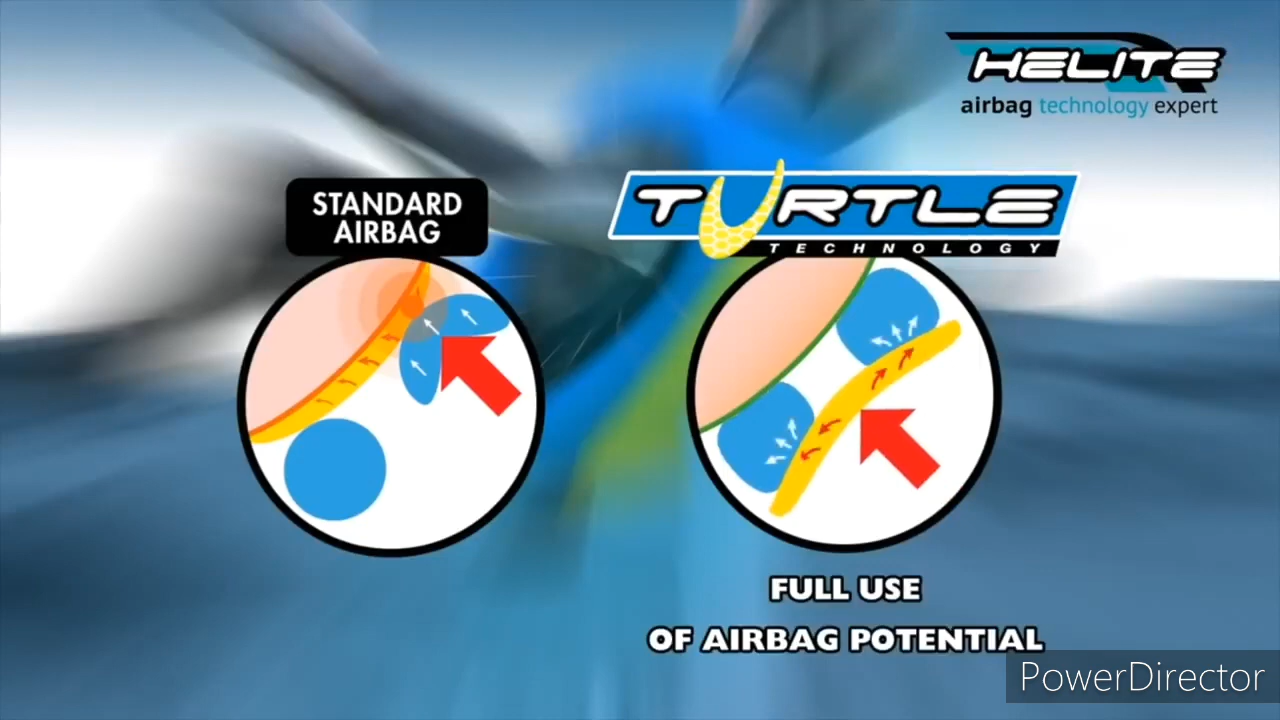 HELITE
airbag technology expert
STANDARD
AIRBAG
TURTLE
TECHNOLOGY
FULL USE
OF AIRBAG POTENTIAL
PowerDirector